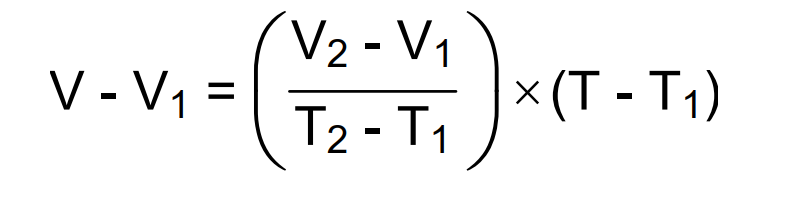 V - V₁ = ( (V₂ - V₁) / (T₂ - T₁) ) × (T - T₁)